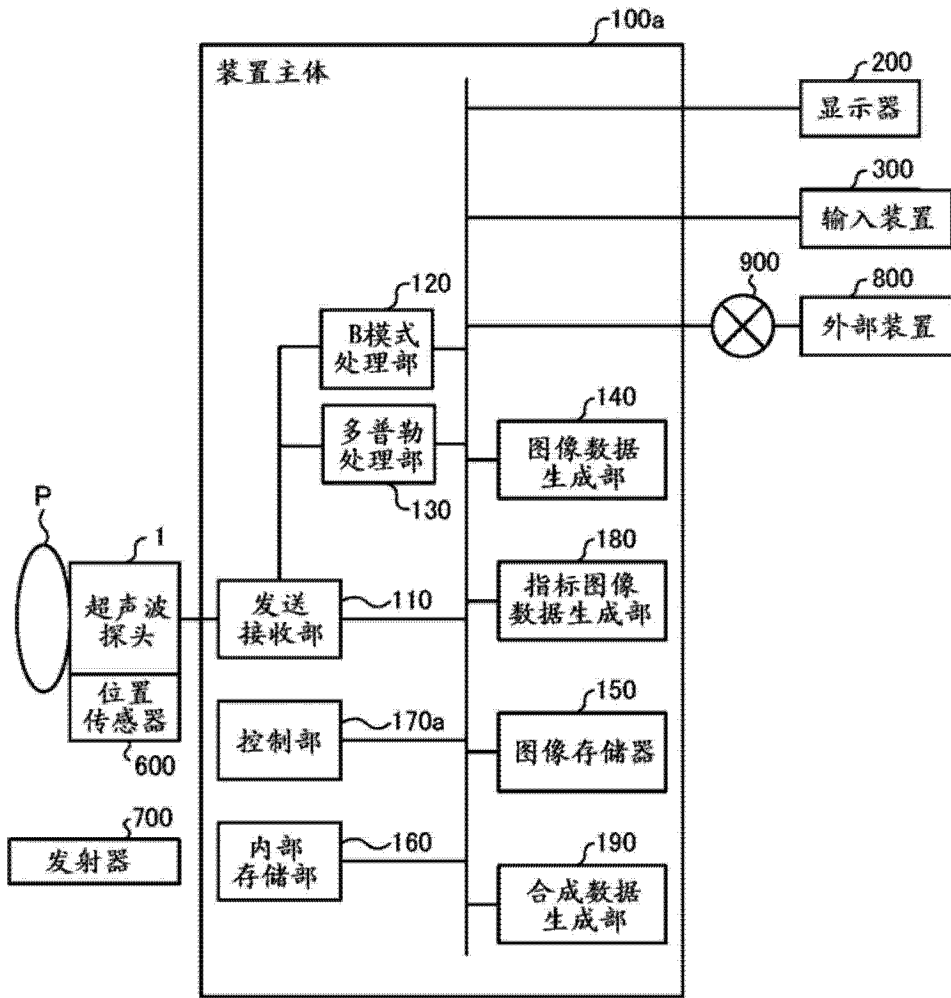 100a
装置主体
200
显示器
300
输入装置
900
800
外部装置
120
B模式
处理部
多普勒
处理部
130
140
图像数据
生成部
P
1
超声波
探头
位置
传感器
600
发送
接收部
110
180
指标图像
数据生成部
控制部
170a
150
图像存储器
700
发射器
内部
存储部
160
190
合成数据
生成部